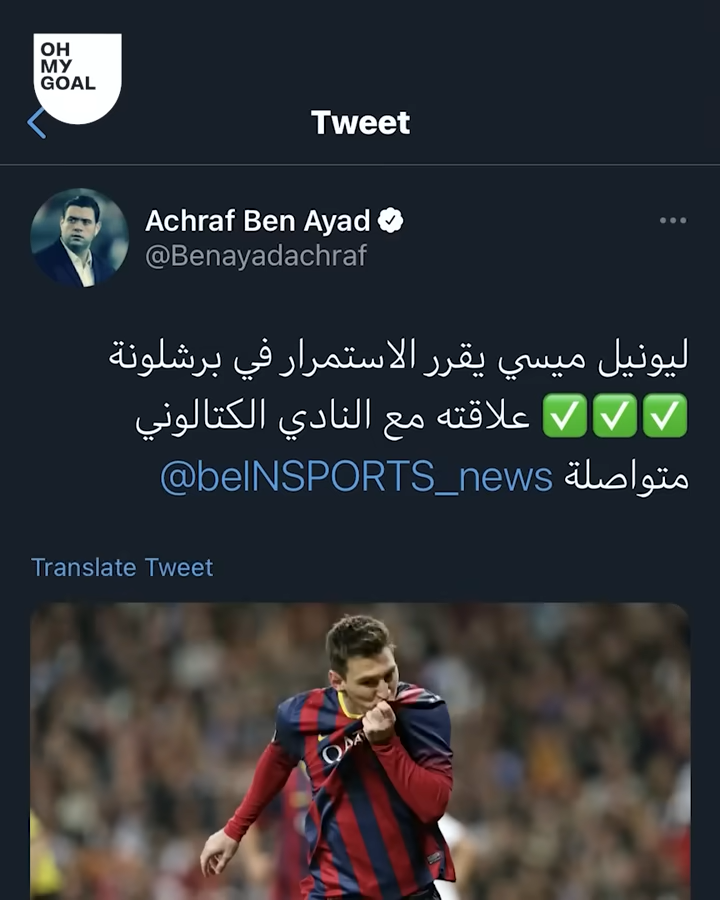 OH
MY
GOAL
Tweet
Achraf Ben Ayad
@Benayadachraf
ليونيل ميسي يقرر الاستمرار في برشلونة
✅✅✅ علاقته مع النادي الكتالوني
متواصلة @beINSPORTS_news
Translate Tweet
QA